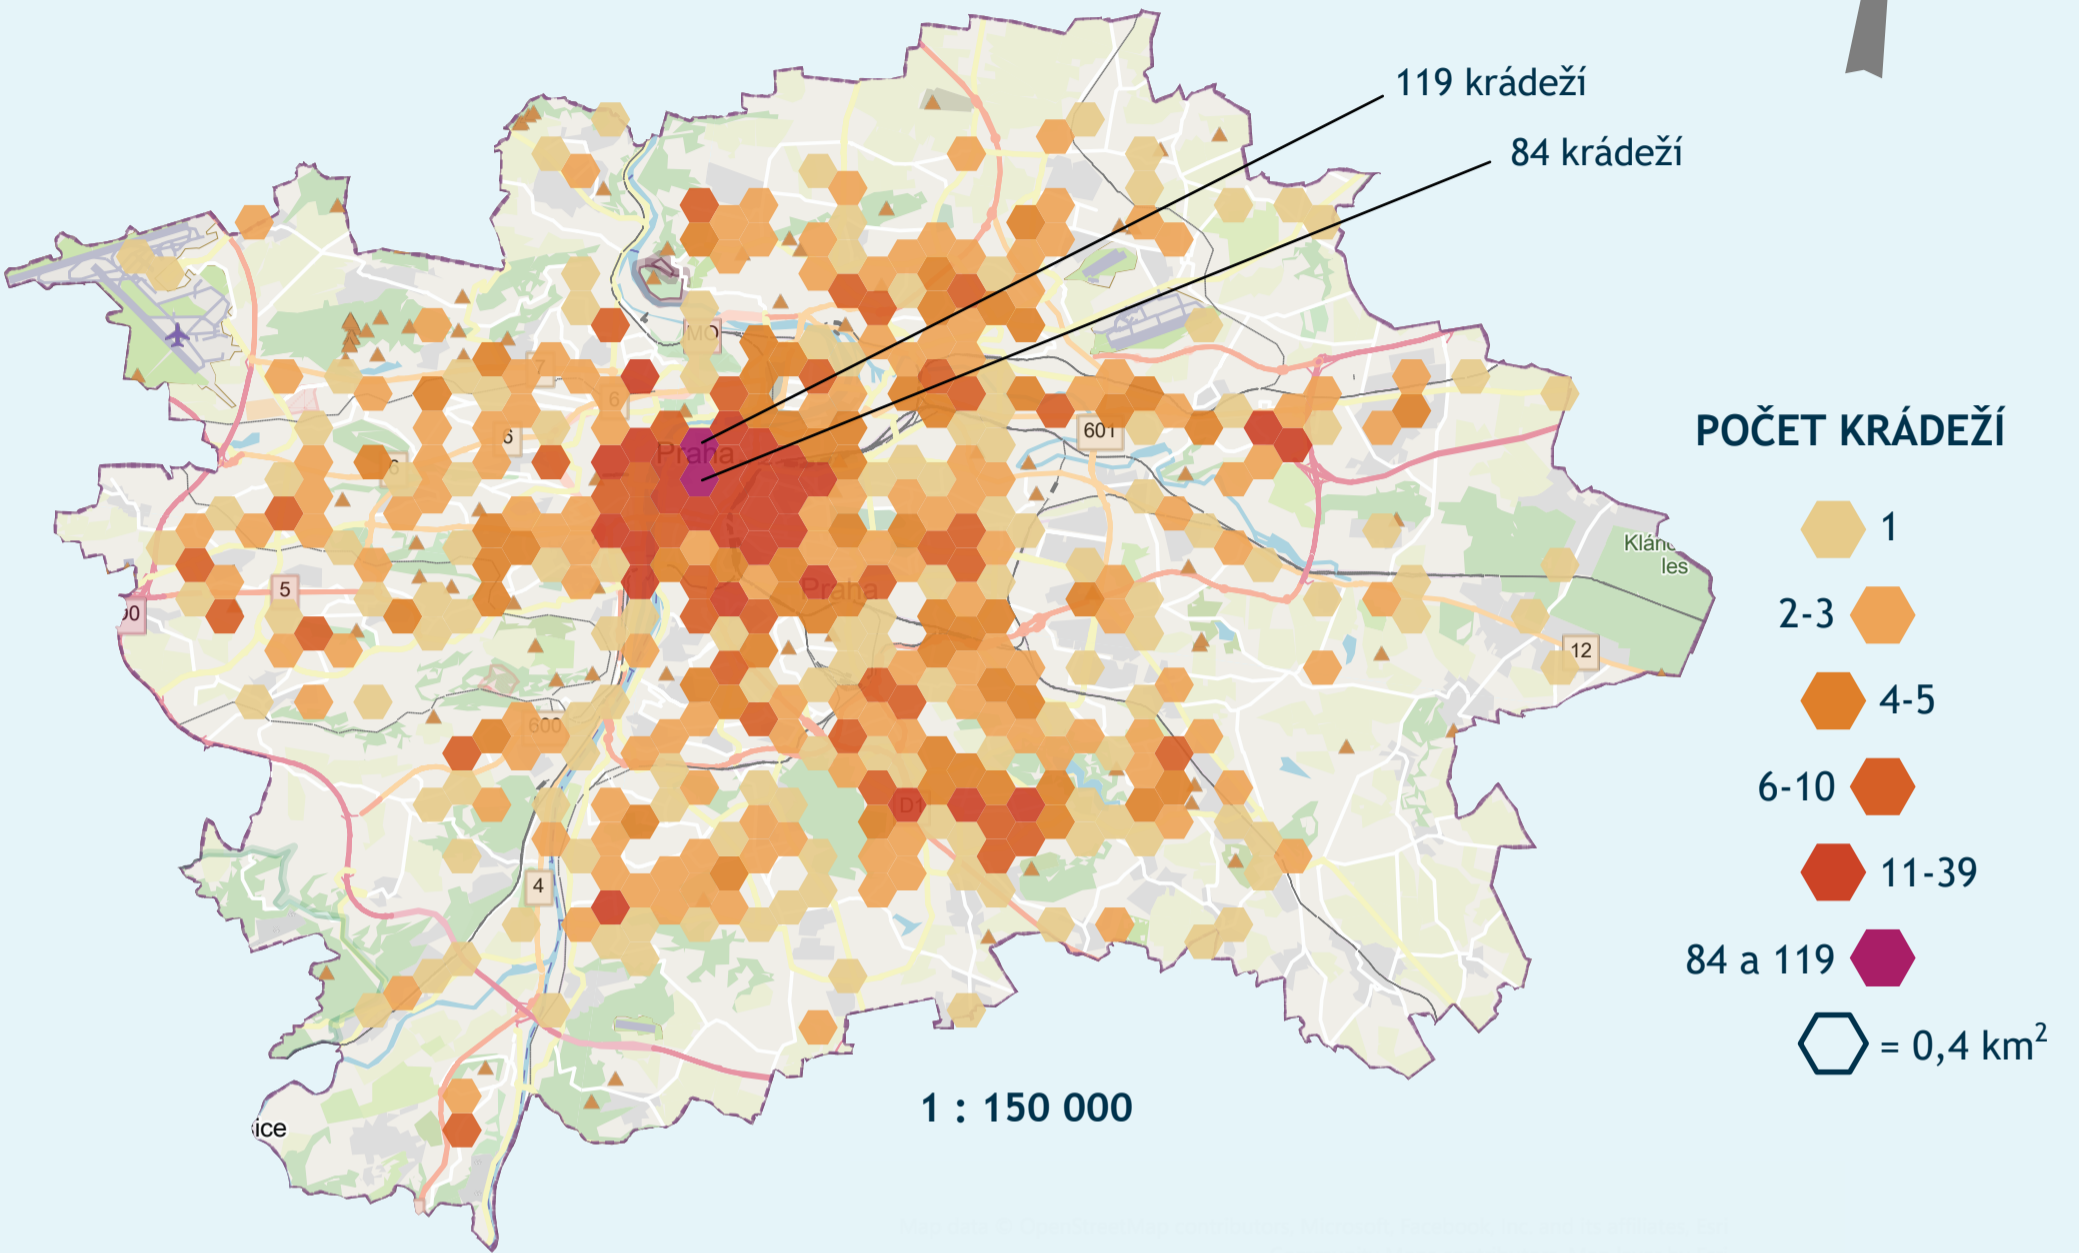 119 krádeží
84 krádeží
MO
7
6
6
6
Praha
601
POČET KRÁDEŽÍ
1
2-3
4-5
6-10
11-39
84 a 119
= 0,4 km²
les
5
Praha
12
600
D1
4
1 : 150 000